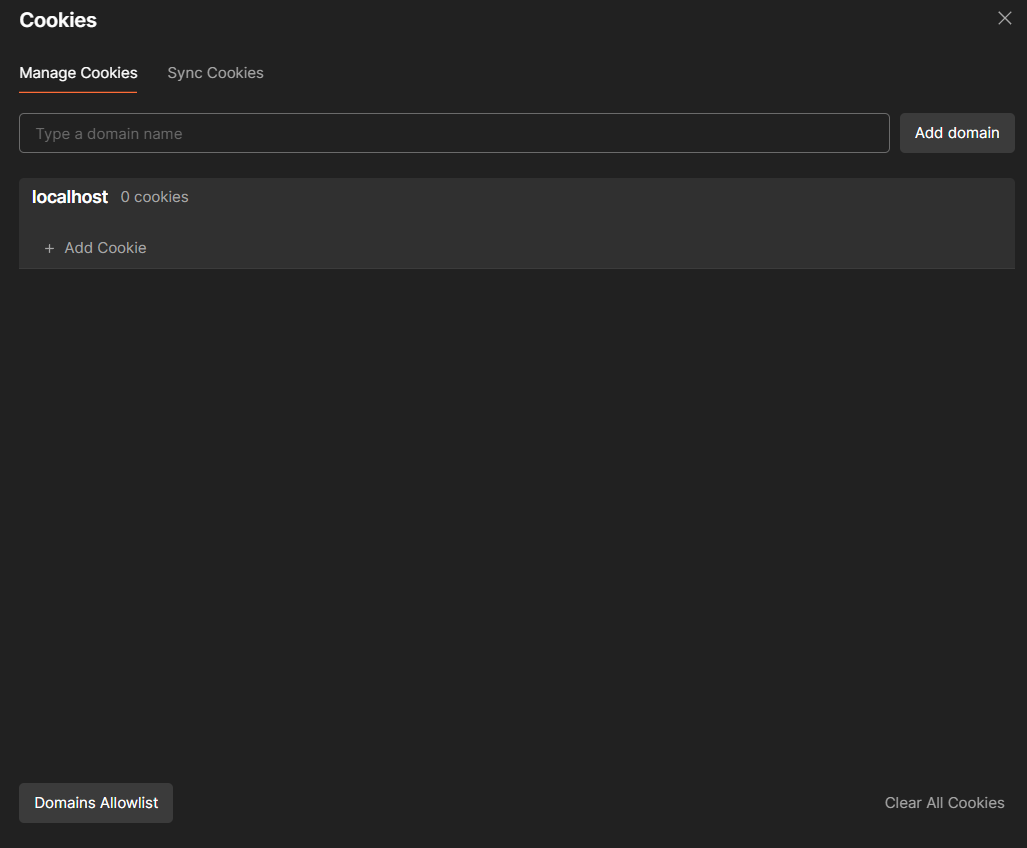 Cookies
Manage Cookies Sync Cookies
Type a domain name Add domain
localhost 0 cookies
+ Add Cookie
Domains Allowlist Clear All Cookies